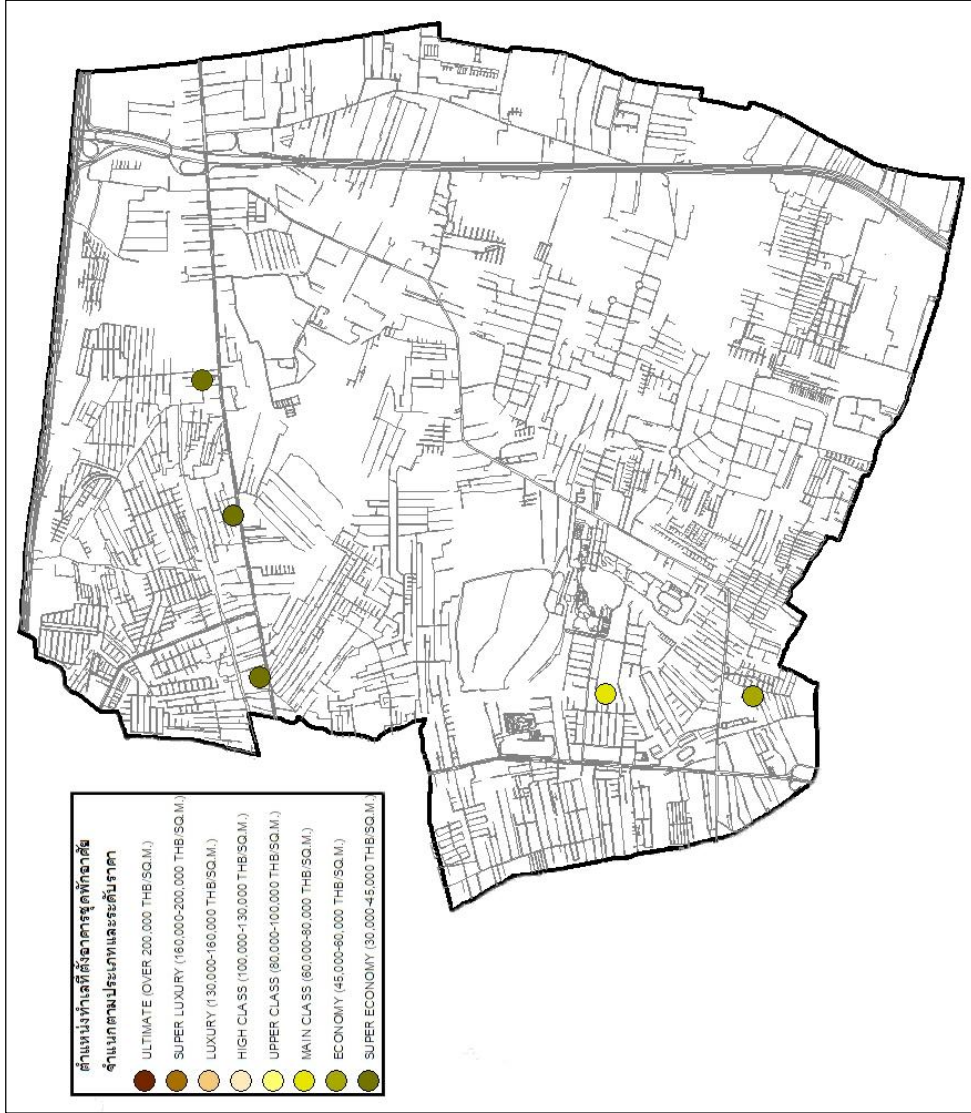 ตำแหน่งทำเลที่ตั้งอาคารชุดพักอาศัย
จำแนกตามประเภทและระดับราคา
ULTIMATE (OVER 200,000 THB/SQ.M.)
SUPER LUXURY (160,000-200,000 THB/SQ.M.)
LUXURY (130,000-160,000 THB/SQ.M.)
HIGH CLASS (100,000-130,000 THB/SQ.M.)
UPPER CLASS (80,000-100,000 THB/SQ.M.)
MAIN CLASS (60,000-80,000 THB/SQ.M.)
ECONOMY (45,000-60,000 THB/SQ.M.)
SUPER ECONOMY (30,000-45,000 THB/SQ.M.)